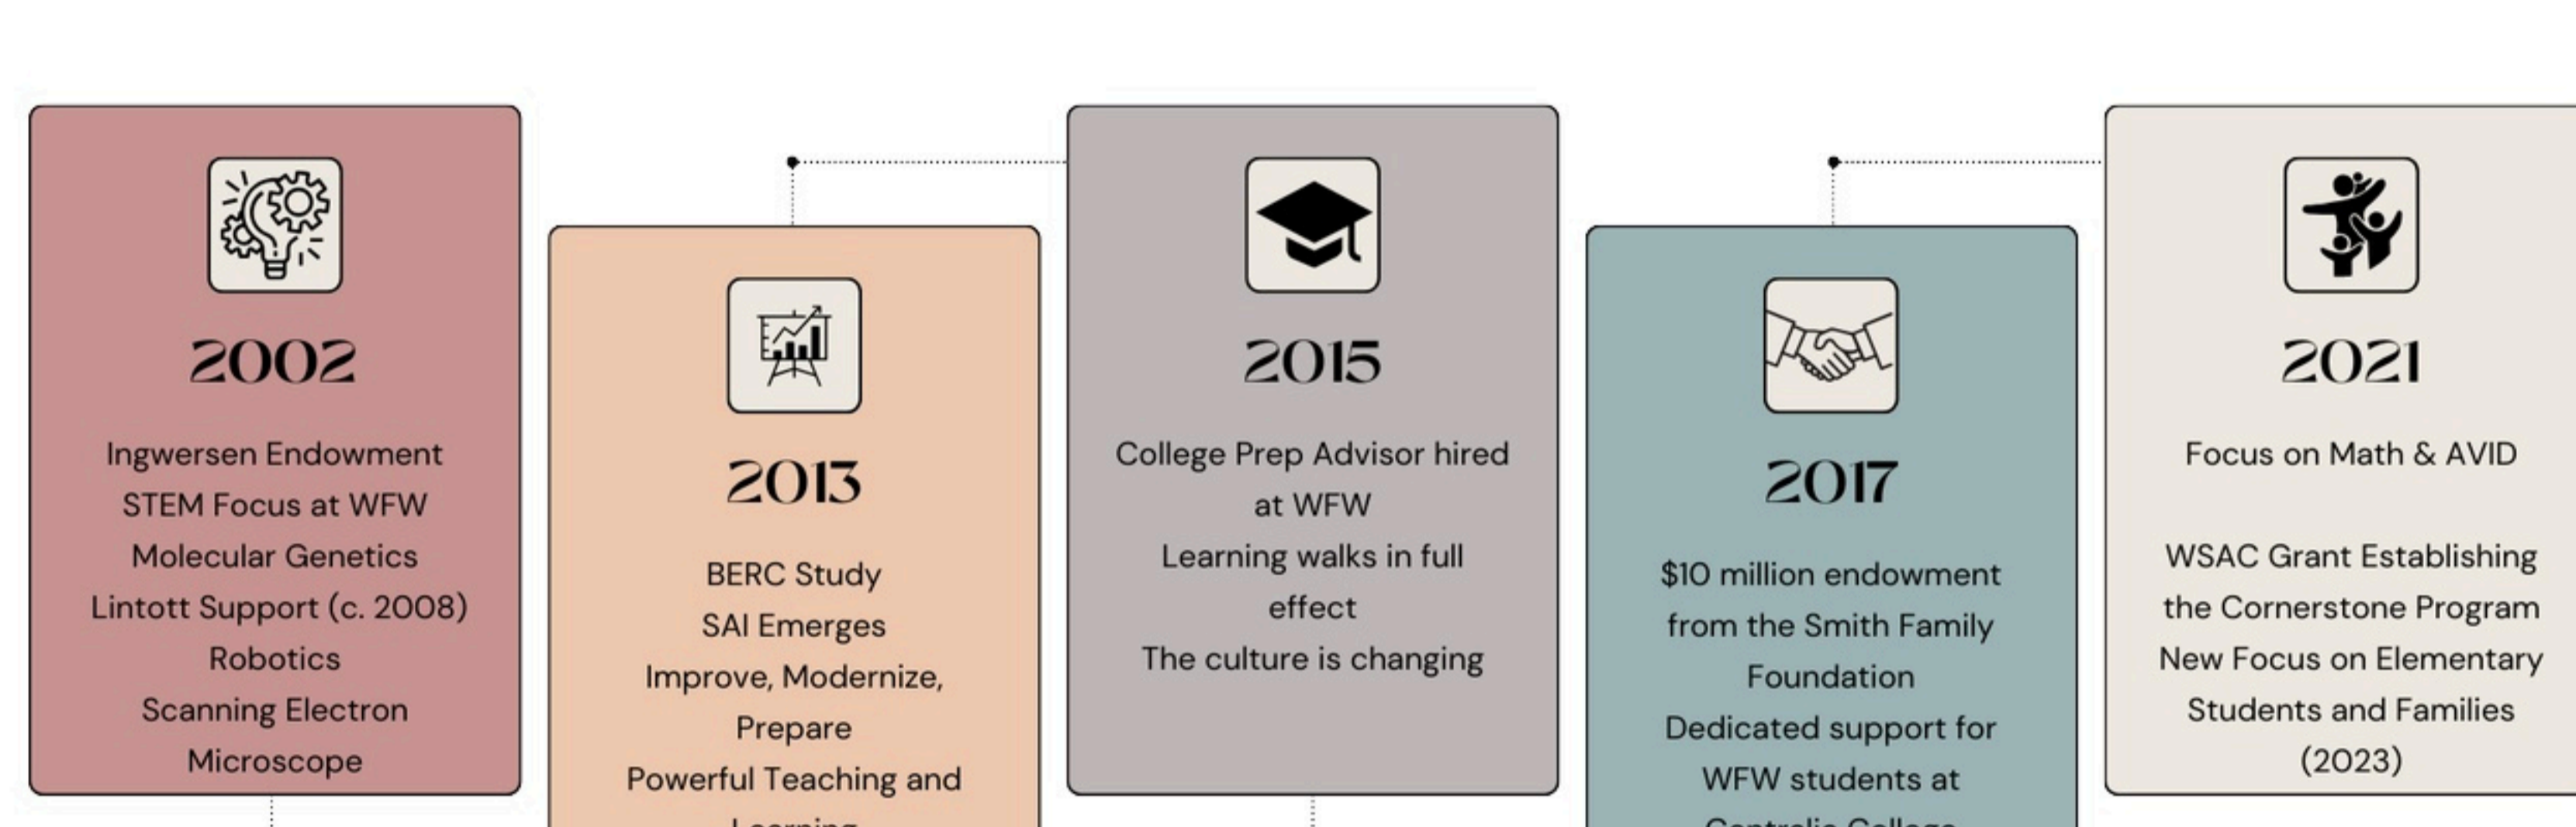 2002
Ingwersen Endowment
STEM Focus at WFW
Molecular Genetics
Lintott Support (c. 2008)
Robotics
Scanning Electron
Microscope
2013
BERC Study
SAI Emerges
Improve, Modernize,
Prepare
Powerful Teaching and
Learning
2015
College Prep Advisor hired
at WFW
Learning walks in full
effect
The culture is changing
2017
$10 million endowment
from the Smith Family
Foundation
Dedicated support for
WFW students at
Centralia College
2021
Focus on Math & AVID
WSAC Grant Establishing
the Cornerstone Program
New Focus on Elementary
Students and Families
(2023)